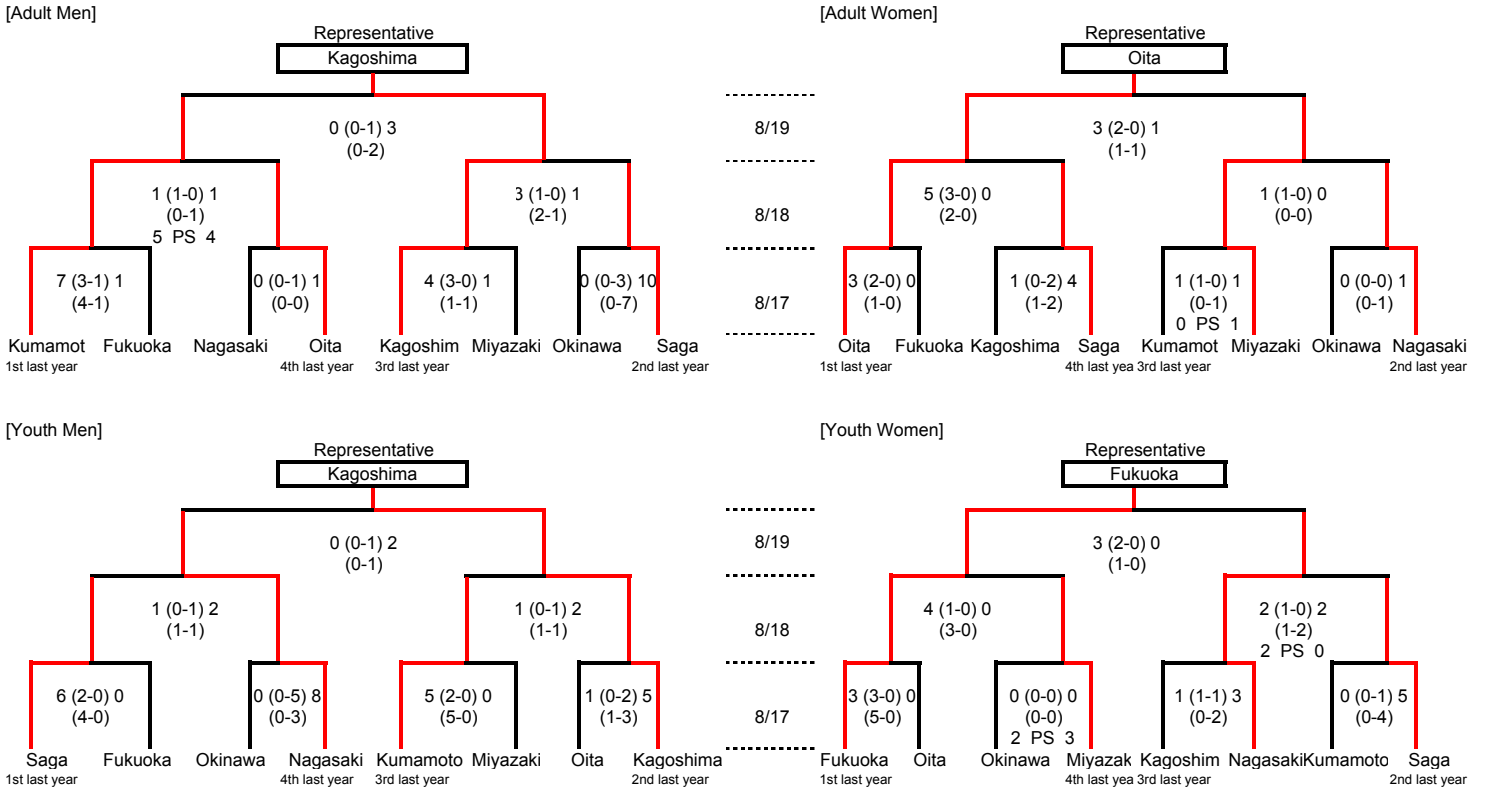 [Adult Men]
Representative
Kagoshima
0 (0-1) 3
(0-2)
1 (1-0) 1
(0-1)
5 PS 4
3 (1-0) 1
(2-1)
7 (3-1) 1
(4-1)
0 (0-1) 1
(0-0)
4 (3-0) 1
(1-1)
0 (0-3) 10
(0-7)
Kumamot Fukuoka Nagasaki Oita Kagoshim Miyazaki Okinawa Saga
1st last year 4th last year 3rd last year 2nd last year
8/19
8/18
8/17
[Adult Women]
Representative
Oita
3 (2-0) 1
(1-1)
5 (3-0) 0
(2-0)
1 (1-0) 0
(0-0)
3 (2-0) 0
(1-0)
1 (0-2) 4
(1-2)
1 (1-0) 1
(0-1)
0 PS 1
0 (0-0) 1
(0-1)
Oita Fukuoka Kagoshima Saga Kumamot Miyazaki Okinawa Nagasaki
1st last year 4th last yea 3rd last year 2nd last year
[Youth Men]
Representative
Kagoshima
0 (0-1) 2
(0-1)
1 (0-1) 2
(1-1)
1 (0-1) 2
(1-1)
6 (2-0) 0
(4-0)
0 (0-5) 8
(0-3)
5 (2-0) 0
(5-0)
1 (0-2) 5
(1-3)
Saga Fukuoka Okinawa Nagasaki Kumamoto Miyazaki Oita Kagoshima
1st last year 4th last year 3rd last year 2nd last year
8/19
8/18
8/17
[Youth Women]
Representative
Fukuoka
3 (2-0) 0
(1-0)
4 (1-0) 0
(3-0)
2 (1-0) 2
(1-2)
2 PS 0
3 (3-0) 0
(5-0)
0 (0-0) 0
(0-0)
2 PS 3
1 (1-1) 3
(0-2)
0 (0-1) 5
(0-4)
Fukuoka Oita Okinawa Miyazak Kagoshim Nagasaki Kumamoto Saga
1st last year 4th last yea 3rd last year 2nd last year